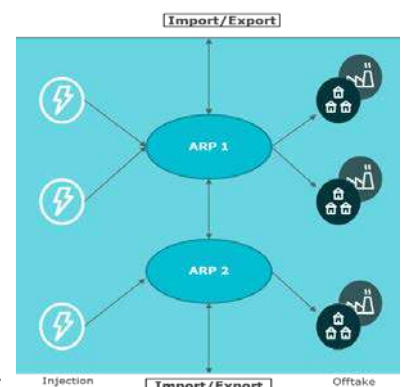 Import/Export
ARP 1
ARP 2
Injection
Import/Export
Offtake